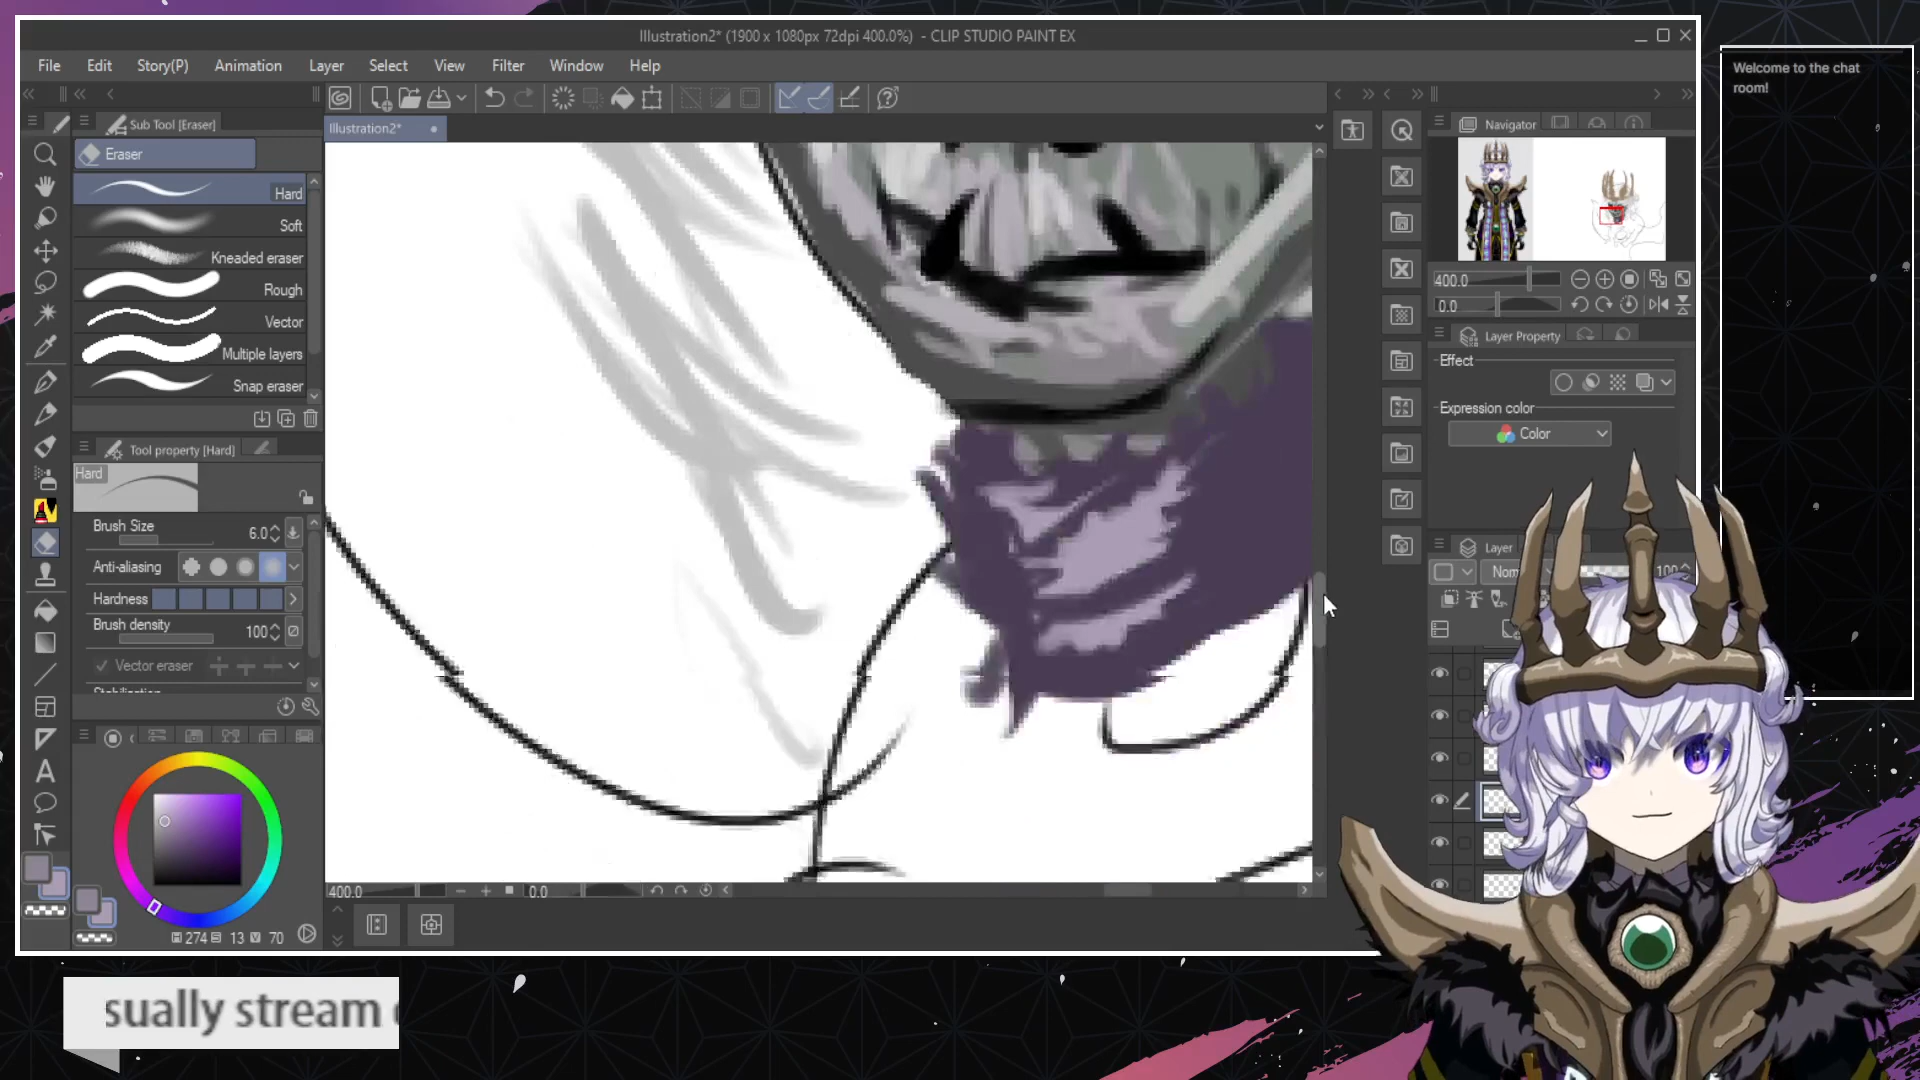 Illustration2* (1900 x 1080px 72dpi 400.0%) - CLIP STUDIO PAINT EX
File Edit Story(P) Animation Layer Select View Filter Window Help
Welcome to the chat room!
Sub Tool [Eraser]
Illustration2*
Navigator
Eraser
Hard
Soft
Kneaded eraser
Rough
Vector
Multiple layers
Snap eraser
400.0
0.0
Layer Property
Effect
Expression color
Color
Tool property [Hard]
Hard
Brush Size 6.0
Anti-aliasing
Hardness
Brush density 100
Vector eraser
Layer
100
274 13 70
400.0 0.0
sually stream